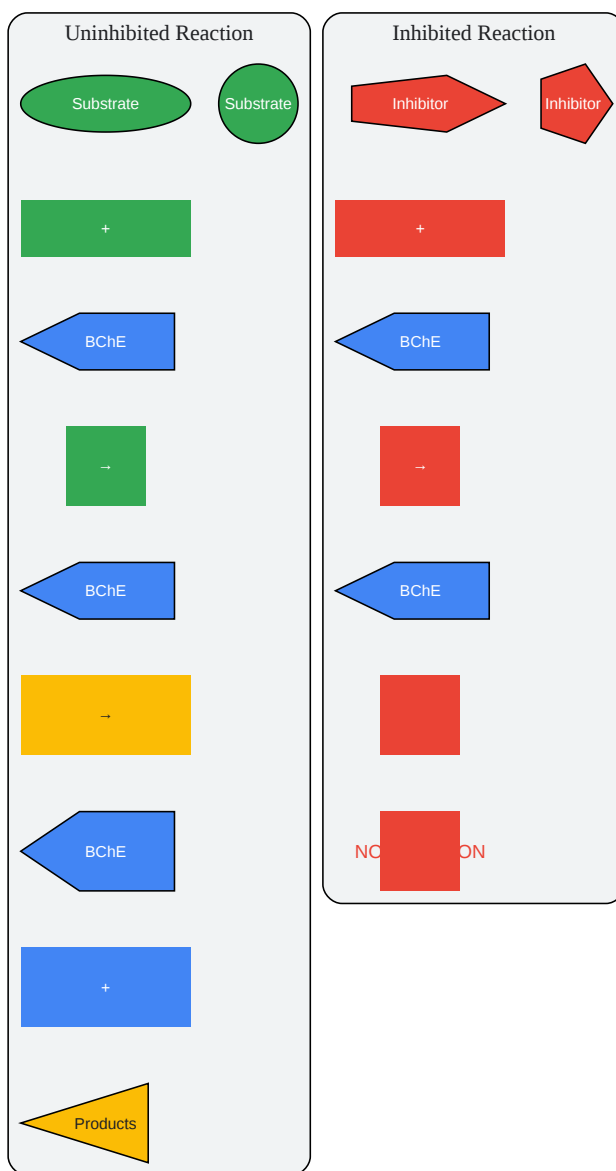 Uninhibited Reaction
Substrate Substrate
+
BChE
→
BChE
→
BChE
+
Products
Inhibited Reaction
Inhibitor Inhibitor
+
BChE
→
BChE